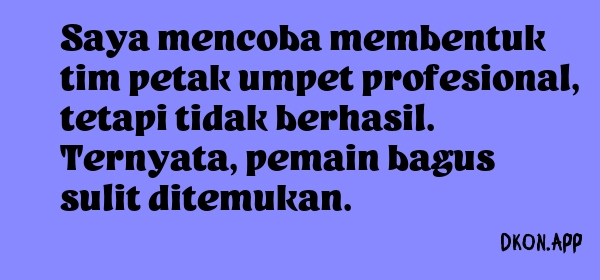 Saya mencoba membentuk
tim petak umpet profesional,
tetapi tidak berhasil.
Ternyata, pemain bagus
sulit ditemukan.
DKON.APP